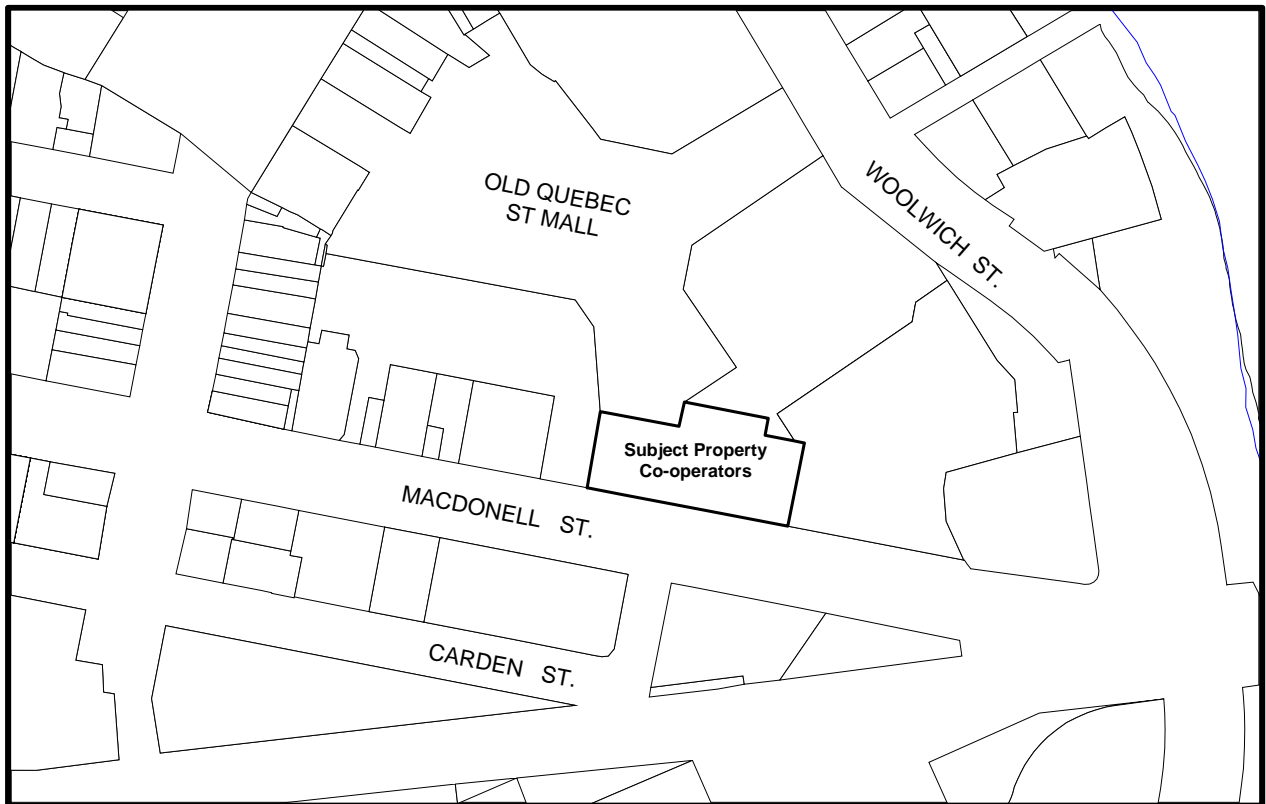 OLD QUEBEC
ST MALL
WOOLWICH ST.
Subject Property
Co-operators
MACDONELL ST.
CARDEN ST.